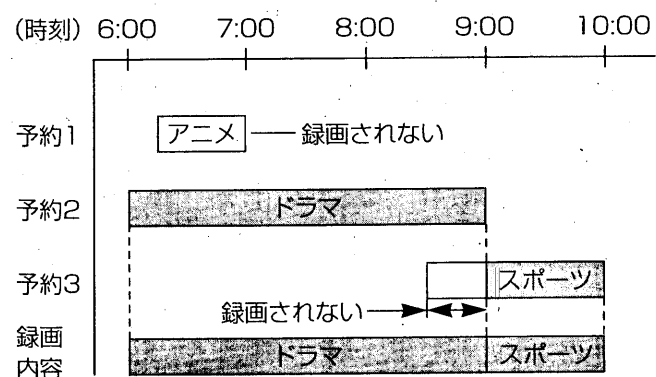 (時刻) 6:00 7:00 8:00 9:00 10:00
予約1 アニメ 録画されない
予約2 ドラマ
予約3 スポーツ
録画されない
録画内容 ドラマ スポーツ